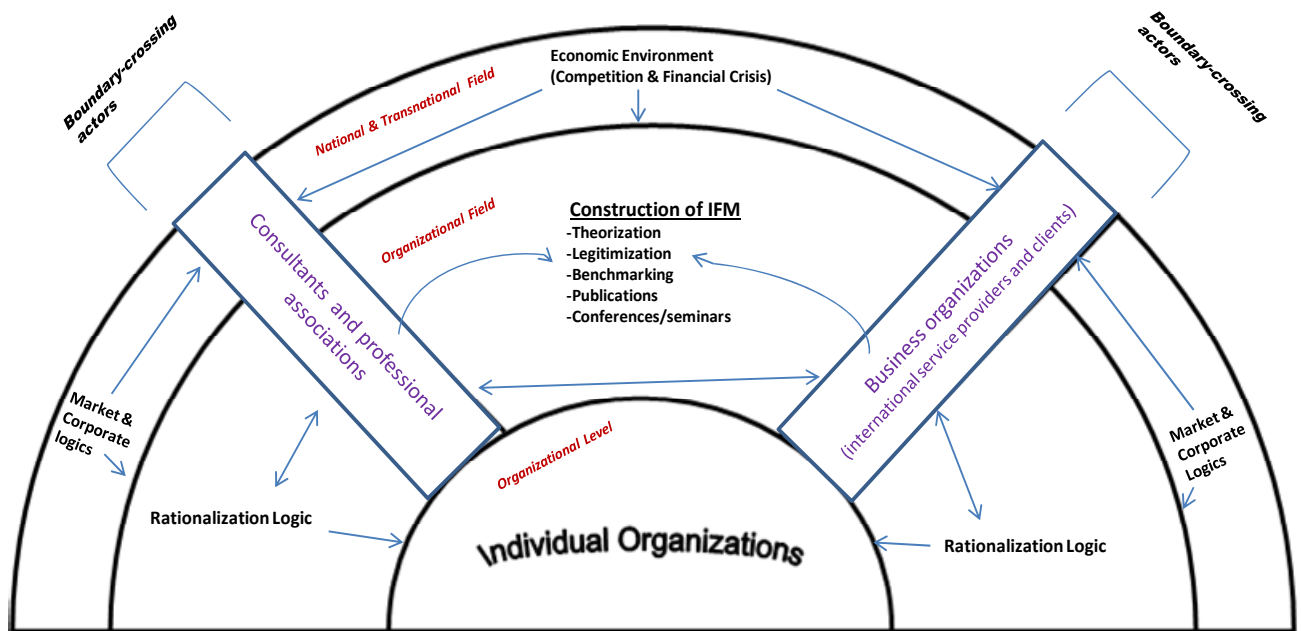 Boundary-crossing
actors
Boundary-crossing
actors
Economic Environment
(Competition & Financial Crisis)
National & Transnational Field
Organizational Field
Construction of IFM
-Theorization
-Legitimization
-Benchmarking
-Publications
-Conferences/seminars
Consultants and professional
associations
Business organizations
(international service providers and clients)
Market &
Corporate
logics
Market &
Corporate
Logics
Organizational Level
Rationalization Logic
Rationalization Logic
Individual Organizations